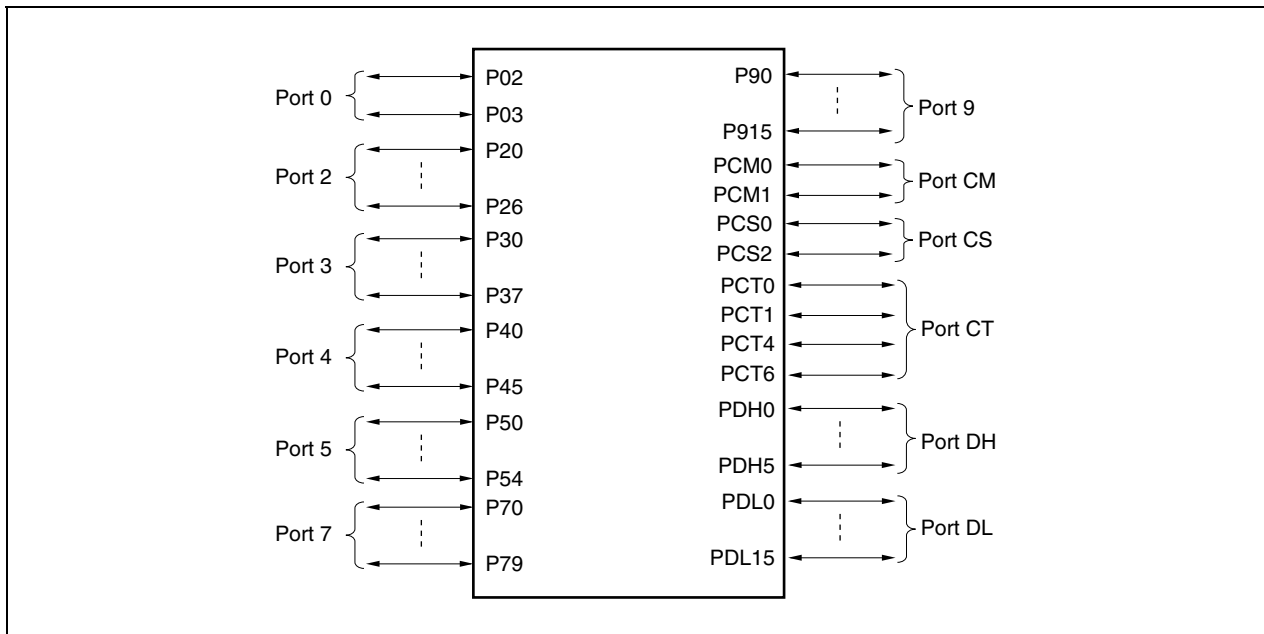 Port 0
P02
P03
Port 2
P20
P26
Port 3
P30
P37
Port 4
P40
P45
Port 5
P50
P54
Port 7
P70
P79
P90
P915
Port 9
PCM0
PCM1
Port CM
PCS0
PCS2
Port CS
PCT0
PCT1
PCT4
PCT6
Port CT
PDH0
PDH5
Port DH
PDL0
PDL15
Port DL